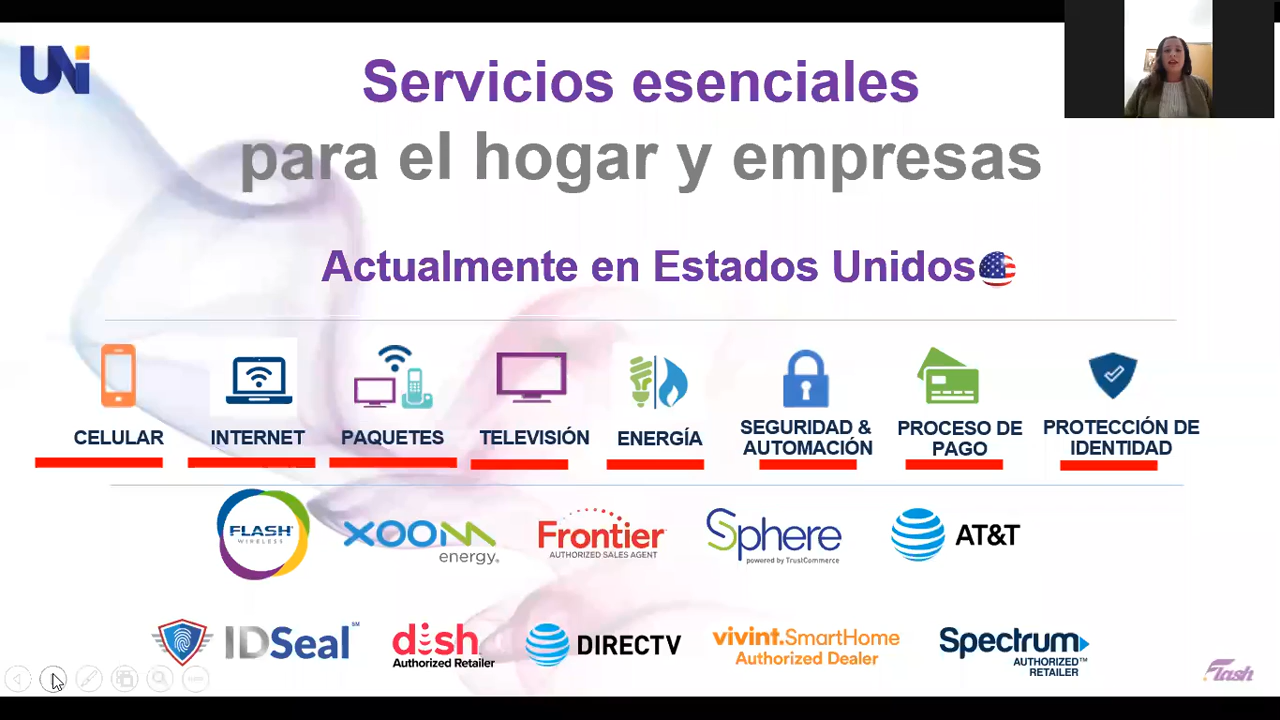 UNi
Servicios esenciales
para el hogar y empresas
Actualmente en Estados Unidos
CELULAR
INTERNET
PAQUETES
TELEVISIÓN
ENERGÍA
SEGURIDAD &
AUTOMACIÓN
PROCESO DE
PAGO
PROTECCIÓN DE
IDENTIDAD
FLASH
WIRELESS
XOOM
energy
Frontier
AUTHORIZED SALES AGENT
Sphere
powered by TrustCommerce
AT&T
IDSeal SM
dish
Authorized Retailer
DIRECTV
vivint.SmartHome
Authorized Dealer
Spectrum
AUTHORIZED™
RETAILER
Flash